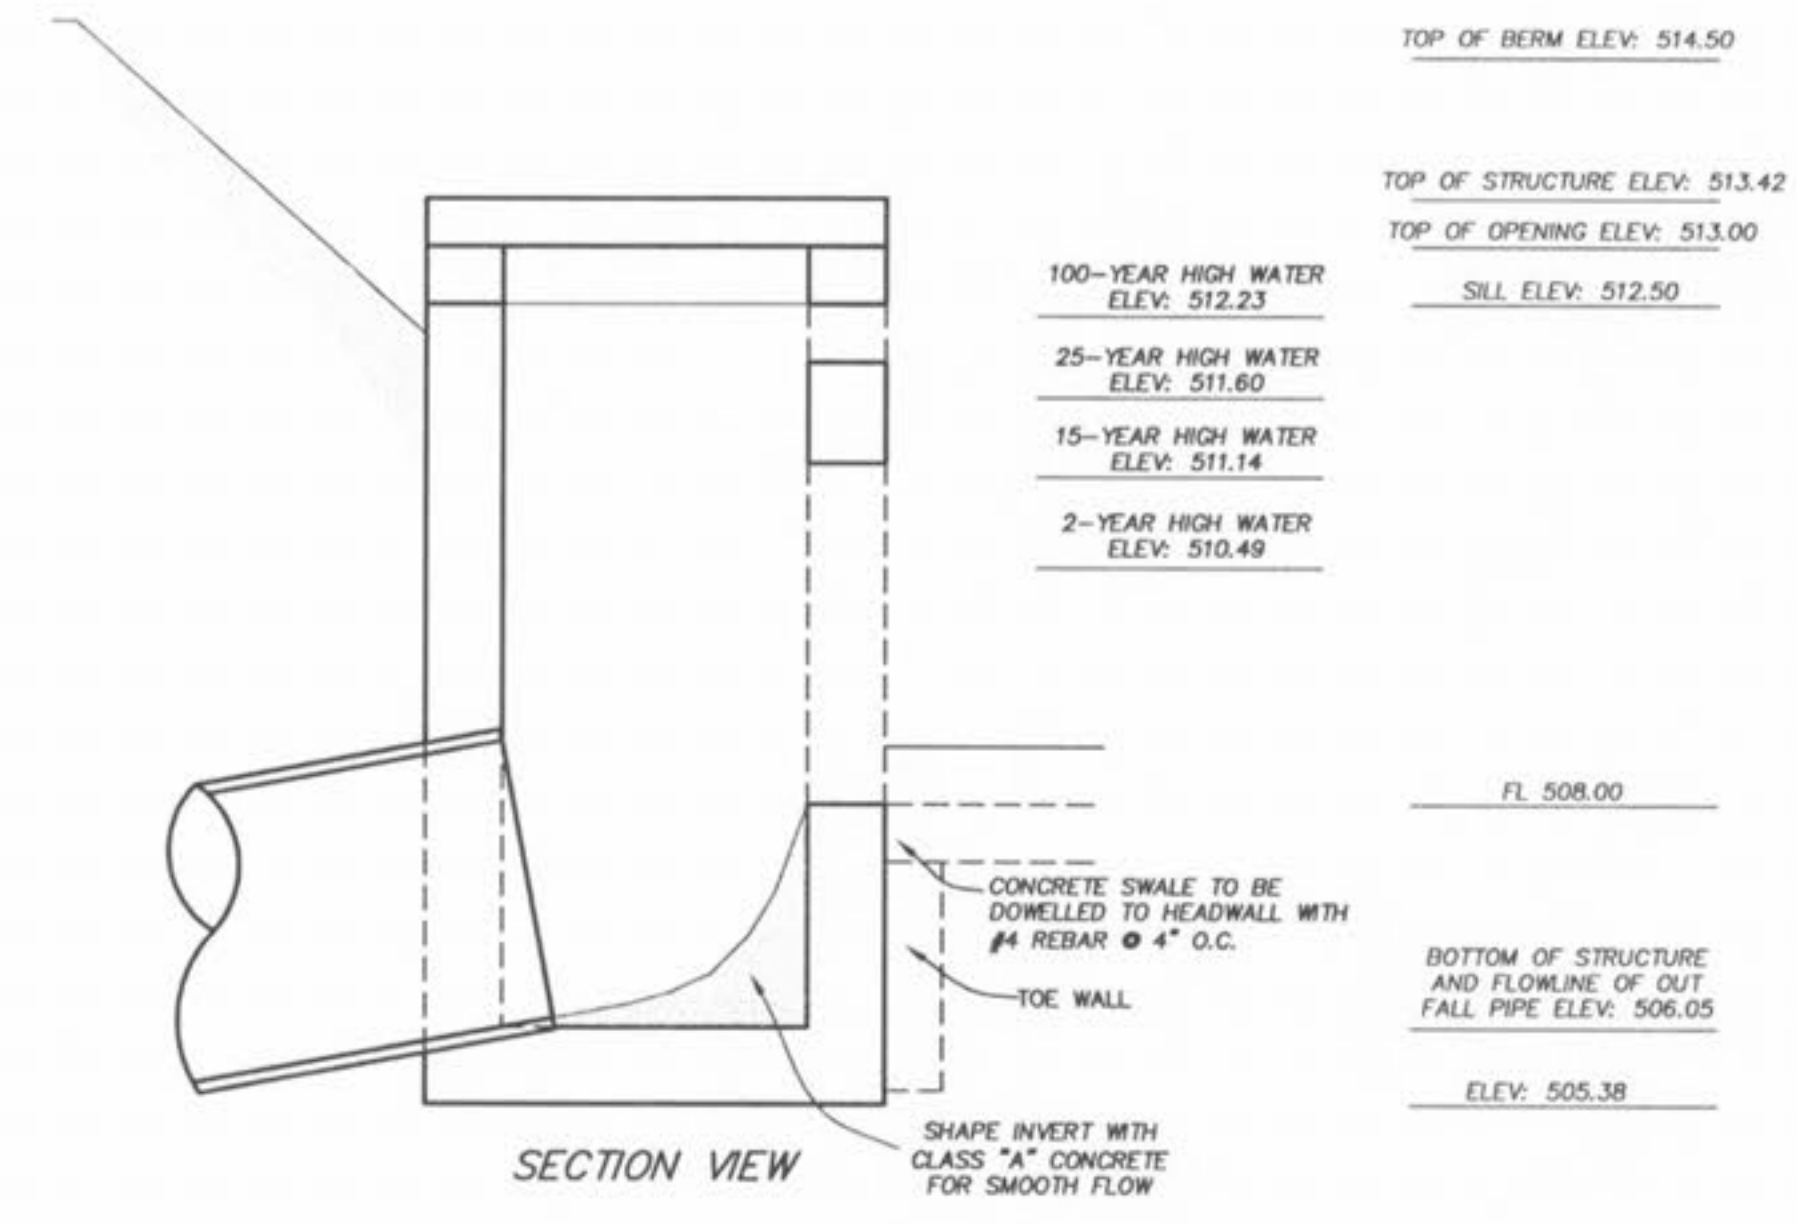 TOP OF BERM ELEV: 514.50
TOP OF STRUCTURE ELEV: 513.42
TOP OF OPENING ELEV: 513.00
100-YEAR HIGH WATER
ELEV: 512.23
SILL ELEV: 512.50
25-YEAR HIGH WATER
ELEV: 511.60
15-YEAR HIGH WATER
ELEV: 511.14
2-YEAR HIGH WATER
ELEV: 510.49
FL 508.00
CONCRETE SWALE TO BE
DOWELLED TO HEADWALL WITH
#4 REBAR @ 4" O.C.
TOE WALL
BOTTOM OF STRUCTURE
AND FLOWLINE OF OUT
FALL PIPE ELEV: 506.05
ELEV: 505.38
SHAPE INVERT WITH
CLASS "A" CONCRETE
FOR SMOOTH FLOW
SECTION VIEW